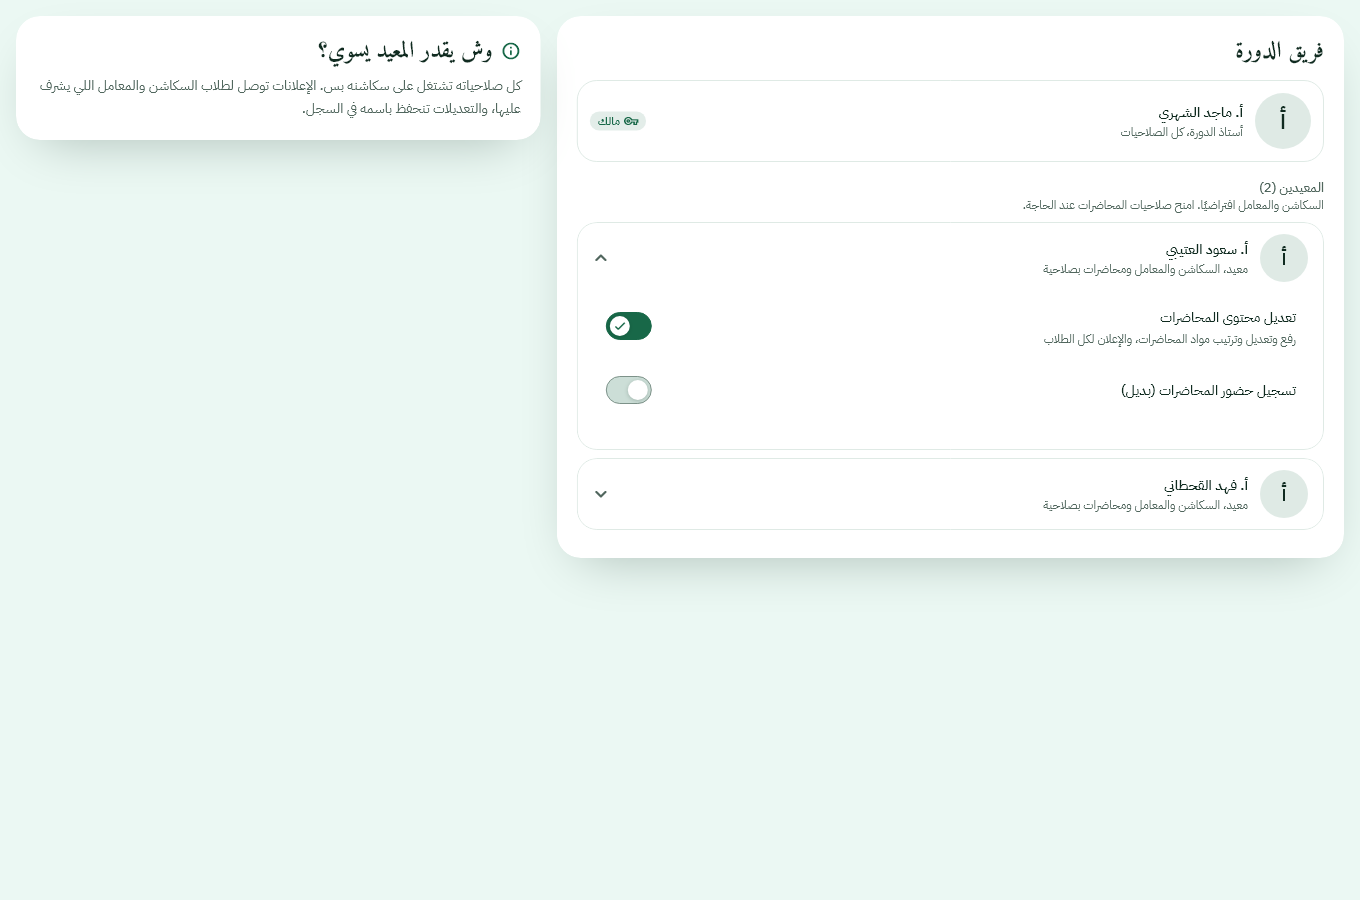 فريق الدورة
أ
أ. ماجد الشهري
أستاذ الدورة، كل الصلاحيات
مالك
المعيدين (2)
السكاشن والمعامل افتراضيًا. امنح صلاحيات المحاضرات عند الحاجة.
أ
أ. سعود العتيبي
معيد، السكاشن والمعامل ومحاضرات بصلاحية
تعديل محتوى المحاضرات
رفع وتعديل وترتيب مواد المحاضرات، والإعلان لكل الطلاب
تسجيل حضور المحاضرات (بديل)
أ
أ. فهد القحطاني
معيد، السكاشن والمعامل ومحاضرات بصلاحية
وش يقدر المعيد يسوي؟
كل صلاحياته تشتغل على سكاشنه بس. الإعلانات توصل لطلاب السكاشن والمعامل اللي يشرف
عليها، والتعديلات تنحفظ باسمه في السجل.